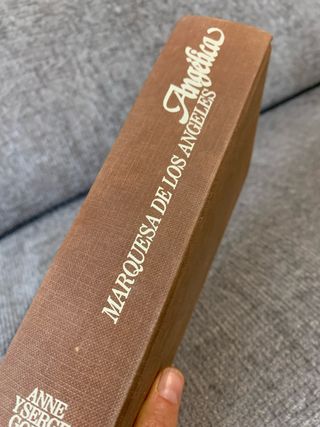 Angélica
MARQUESA DE LOS ANGELES
ANNE
Y SERGE